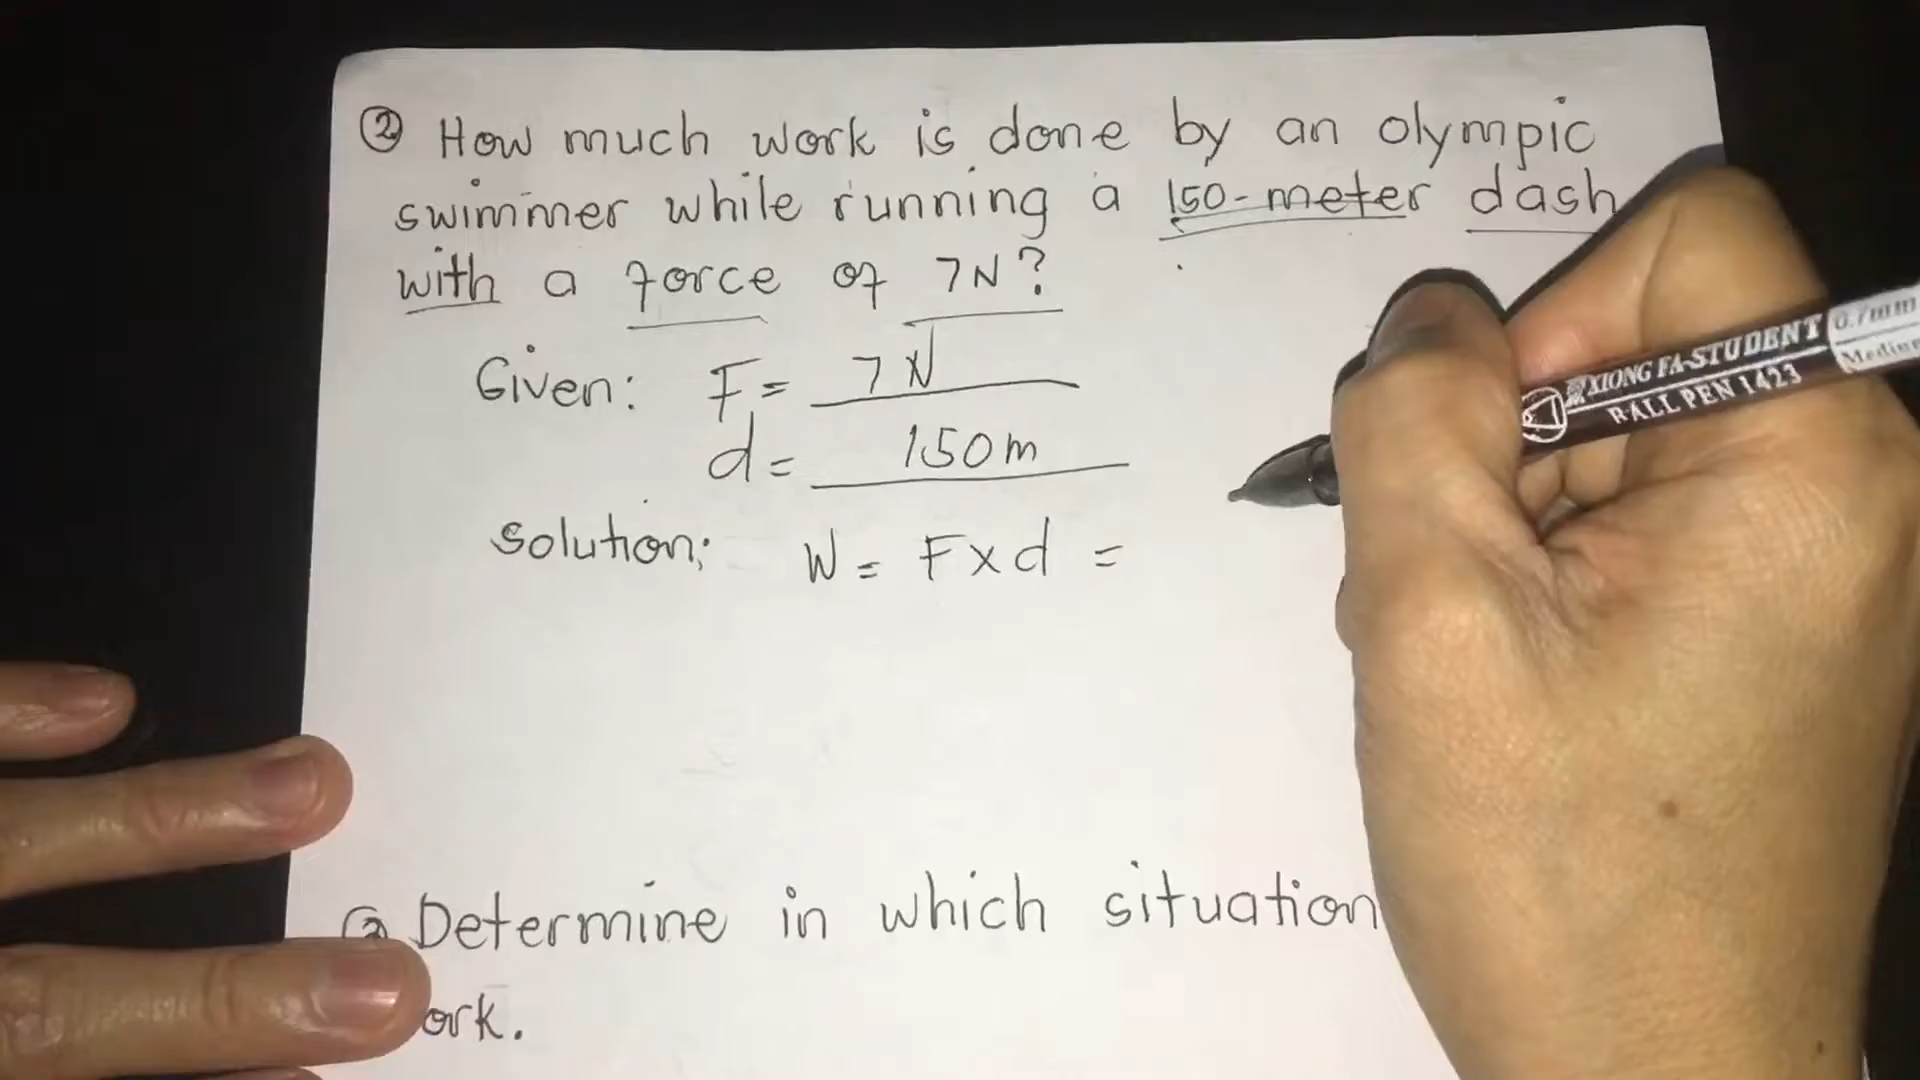 ② How much work is done by an olympic
swimmer while running a 150-meter dash
with a force of 7N?
Given: F = 7N
d = 150m
Solution: W = F x d =
Determine in which situation
ork.
XIONG FA-STUDENT
BALL PEN 1423
0.7mm